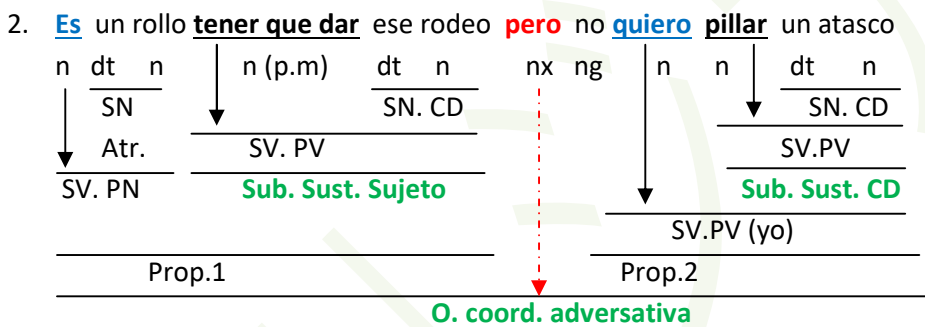 2. Es un rollo tener que dar ese rodeo pero no quiero pillar un atasco
n dt n n (p.m) dt n nx ng n n dt n
SN SN. CD SN. CD
Atr. SV. PV SV.PV
SV. PN Sub. Sust. Sujeto Sub. Sust. CD
SV.PV (yo)
Prop.1 Prop.2
O. coord. adversativa